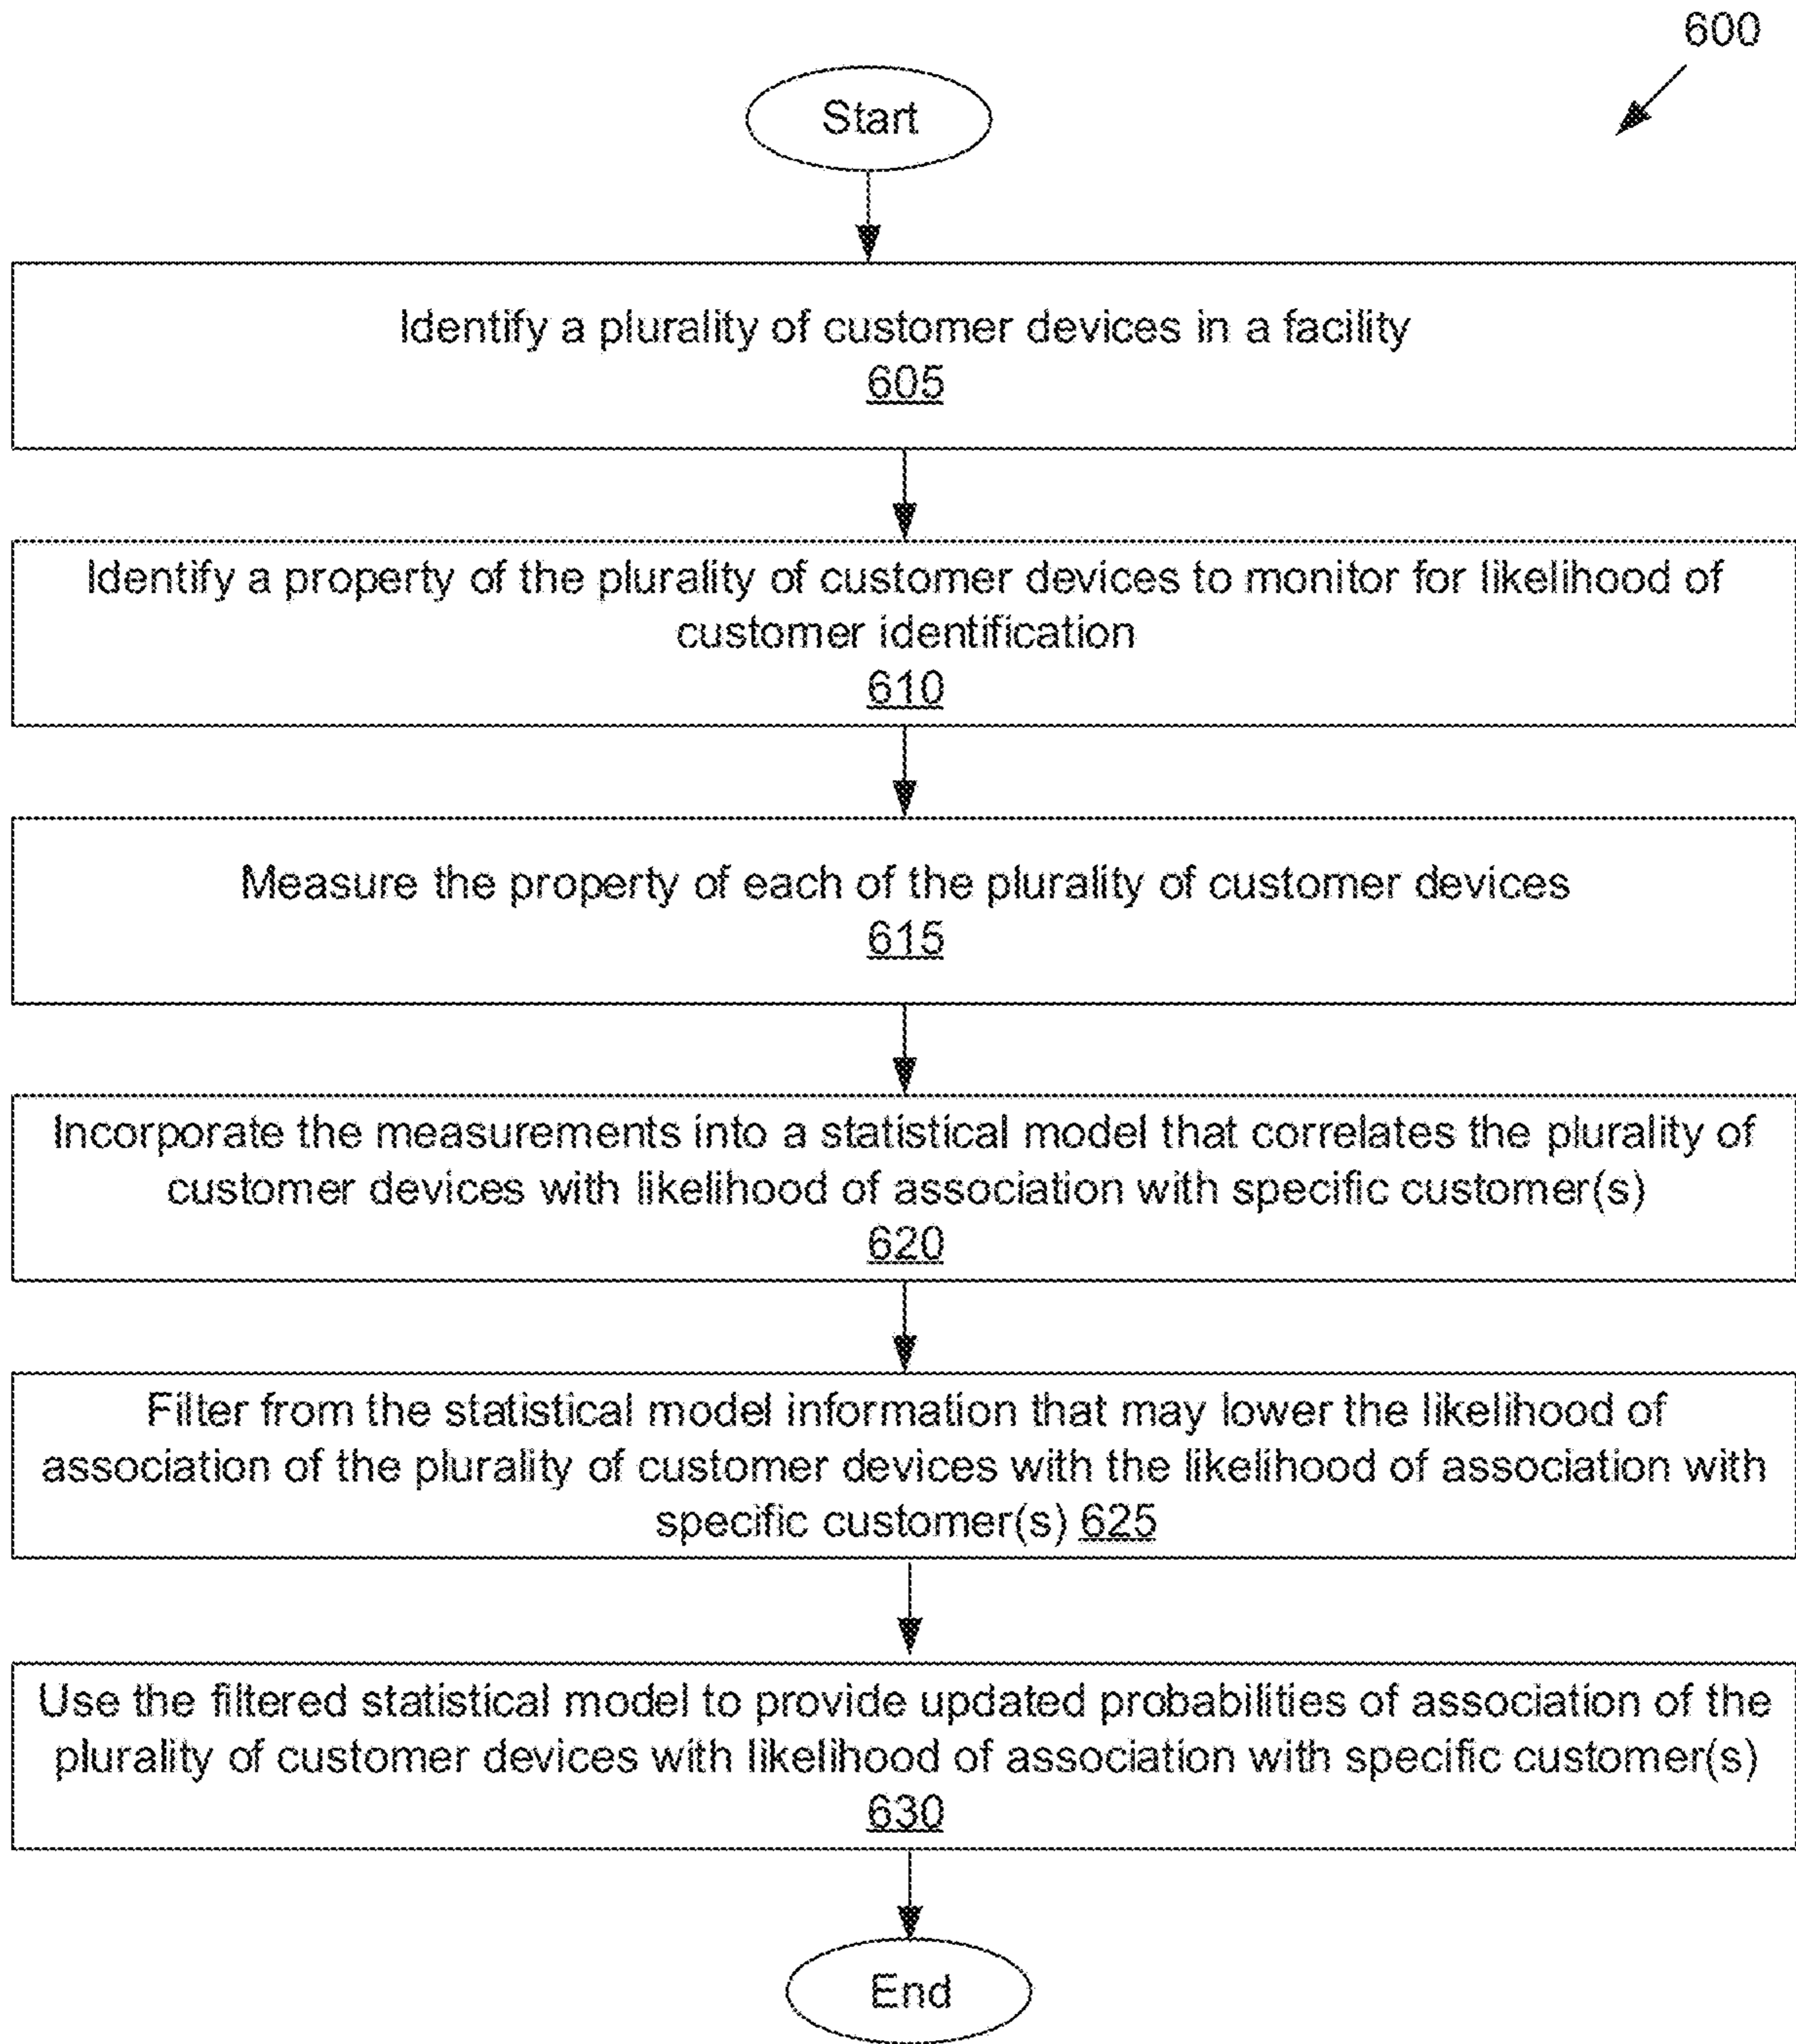 600
Start
Identify a plurality of customer devices in a facility
605
Identify a property of the plurality of customer devices to monitor for likelihood of
customer identification
610
Measure the property of each of the plurality of customer devices
615
Incorporate the measurements into a statistical model that correlates the plurality of
customer devices with likelihood of association with specific customer(s)
620
Filter from the statistical model information that may lower the likelihood of
association of the plurality of customer devices with the likelihood of association with
specific customer(s) 625
Use the filtered statistical model to provide updated probabilities of association of the
plurality of customer devices with likelihood of association with specific customer(s)
630
End